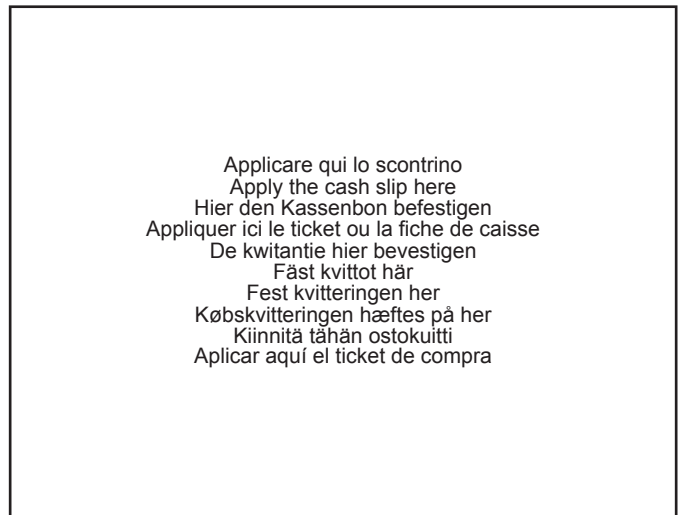 Applicare qui lo scontrino
Apply the cash slip here
Hier den Kassenbon befestigen
Appliquer ici le ticket ou la fiche de caisse
De kwitantie hier bevestigen
Fäst kvittot här
Fest kvitteringen her
Købskvitteringen hæftes på her
Kiinnitä tähän ostokuitti
Aplicar aquí el ticket de compra